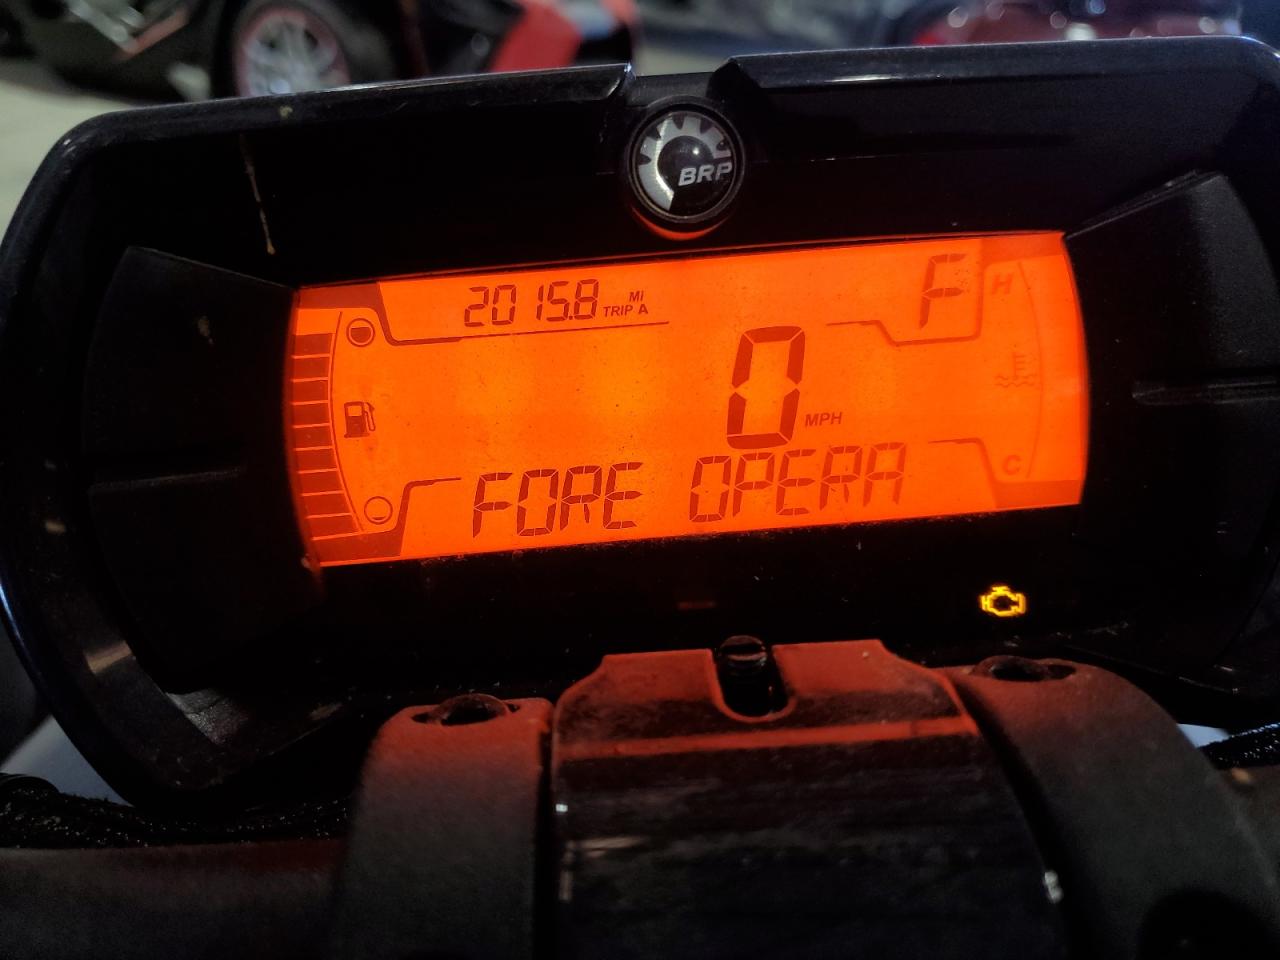 BRP
2015.8 MI
TRIP A
F
H
0 MPH
C
FORE OPERA